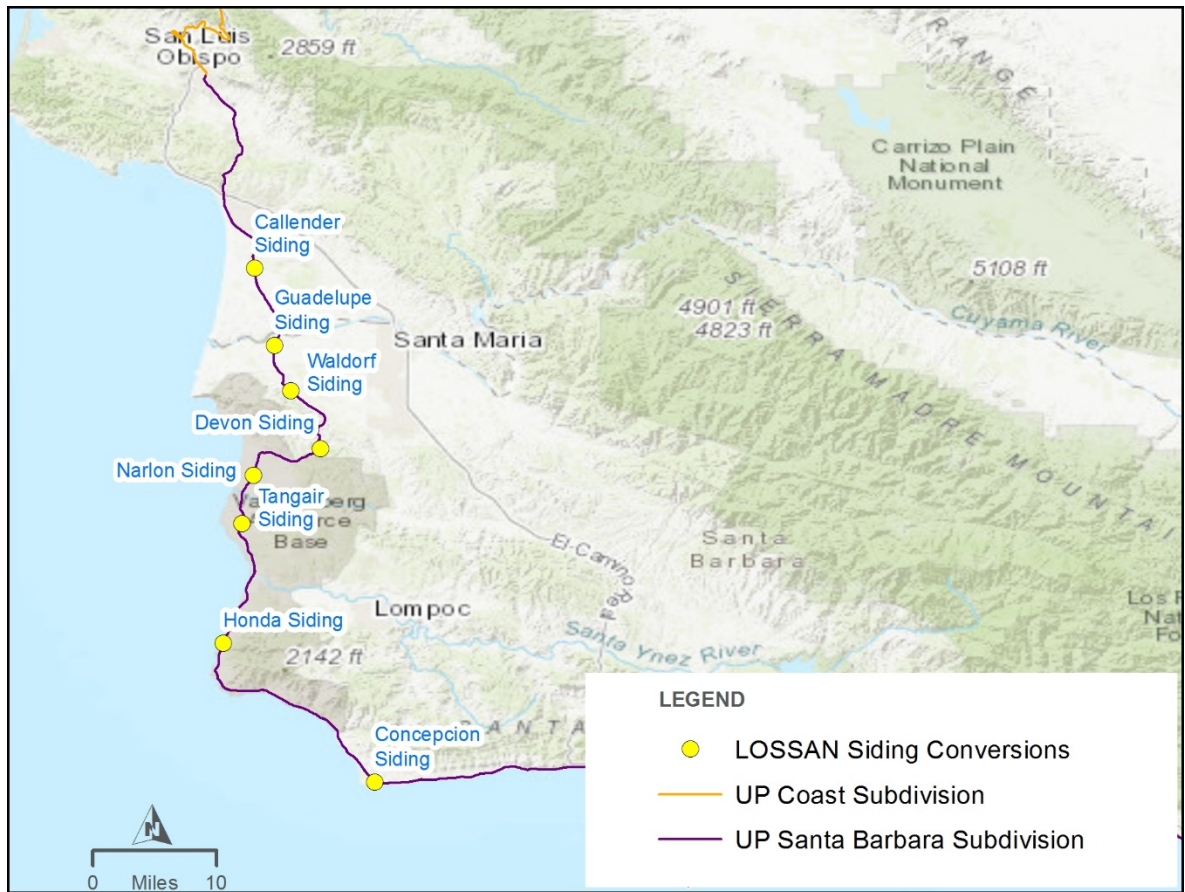 San Luis
Obispo
2859 ft
RANGE
Carrizo Plain
National
Monument
Callender
Siding
5108 ft
Guadelupe
Siding
4901 ft
4823 ft
SIERRA MADRE MOUNTAI
Cuyama River
Santa Maria
Waldorf
Siding
Devon Siding
Narlon Siding
Tangair
Siding
Base
El Camino Real
Santa
Barbara
Lompoc
Honda Siding
Santa Ynez River
2142 ft
Concepcion
Siding
LEGEND
LOSSAN Siding Conversions
UP Coast Subdivision
UP Santa Barbara Subdivision
N
0 Miles 10